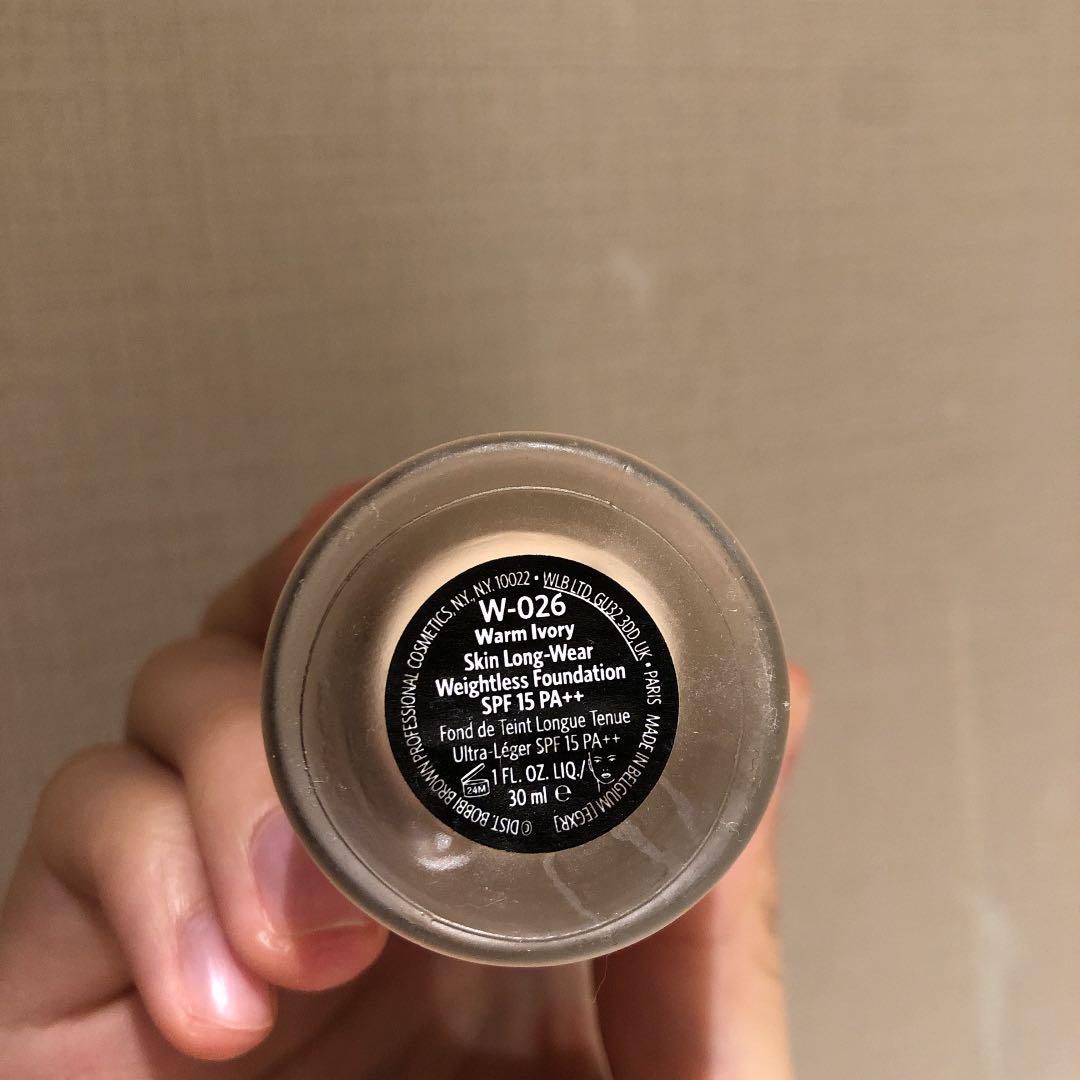 W-026
Warm Ivory
Skin Long-Wear
Weightless Foundation
SPF 15 PA++
Fond de Teint Longue Tenue
Ultra-Léger SPF 15 PA++
24M
1 FL. OZ. LIQ./
30 ml ℮
© DIST. BOBBI BROWN PROFESSIONAL COSMETICS, N.Y., N.Y. 10022 • WLB LTD, GU32 3DD, UK • PARIS MADE IN BELGIUM [EGXR]